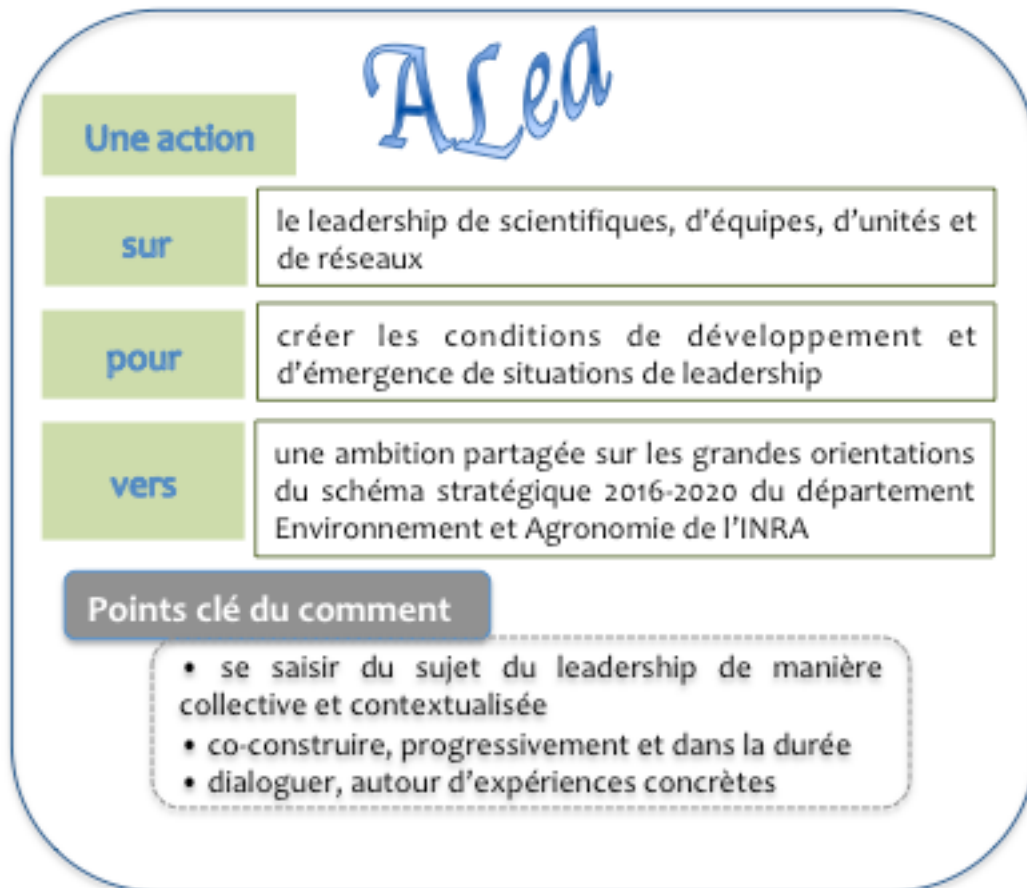 ALea
Une action
sur
le leadership de scientifiques, d'équipes, d'unités et
de réseaux
pour
créer les conditions de développement et
d'émergence de situations de leadership
vers
une ambition partagée sur les grandes orientations
du schéma stratégique 2016-2020 du département
Environnement et Agronomie de l'INRA
Points clé du comment
• se saisir du sujet du leadership de manière
collective et contextualisée
• co-construire, progressivement et dans la durée
• dialoguer, autour d'expériences concrètes